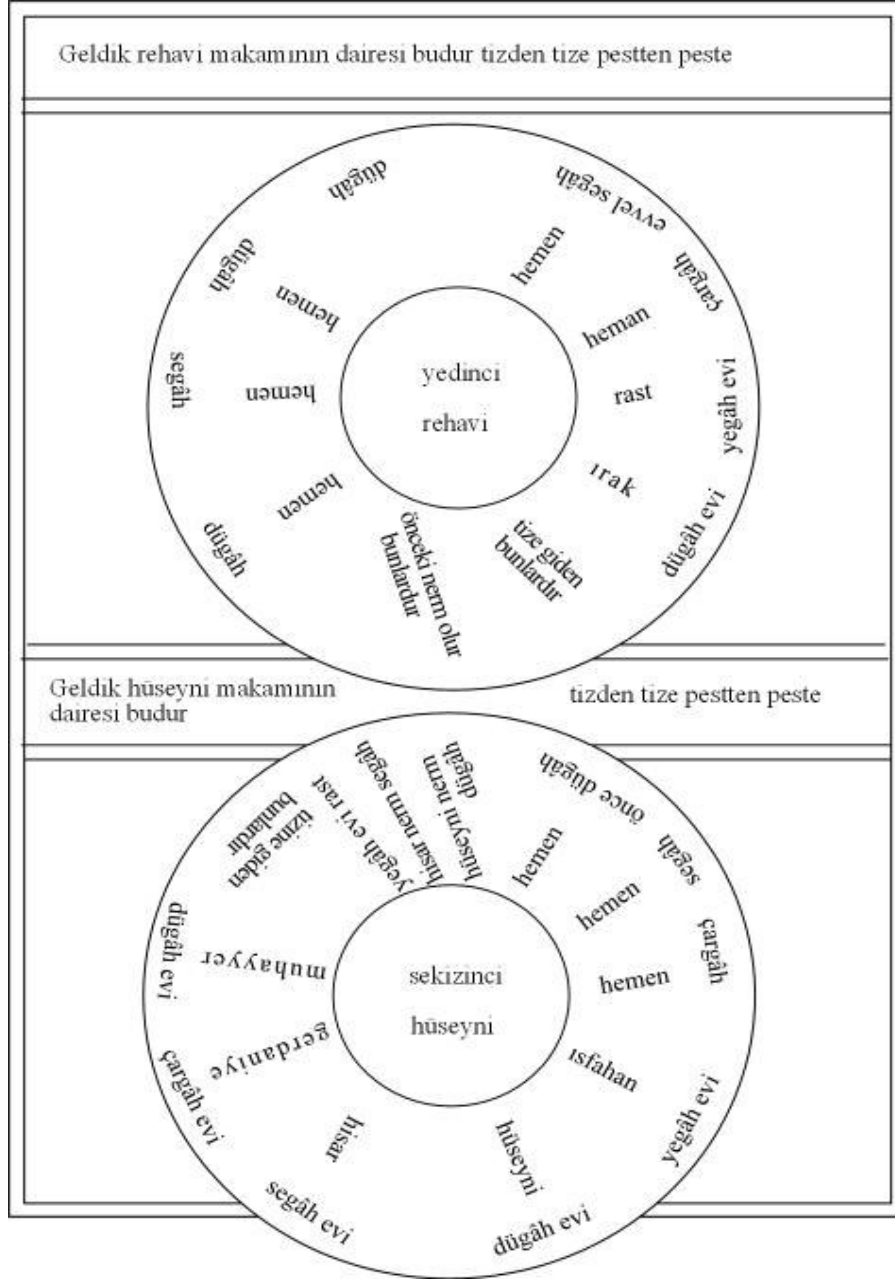 Geldik rehavi makamının dairesi budur tizden tize pestten peste
evvel segâh
hemen
çargâh
heman
yegâh evi
rast
dügâh evi
ırak
tize giden
bunlardır
önceki nerm olur
bunlardur
dügâh
hemen
segâh
hemen
dügâh
hemen
dügâh
yedinci
rehavi
Geldik hüseyni makamının
dairesi budur
tizden tize pestten peste
önce dügâh
hemen
segâh
hemen
çargâh
hemen
yegâh evi
ısfahan
dügâh evi
hüseyni
segâh evi
hisar
çargâh evi
gerdaniye
dügâh evi
muhayyer
tizine giden
bunlardır
yegâh evi rast
hisar nerm segâh
hüseyni nerm
dügâh
sekizinci
hüseyni